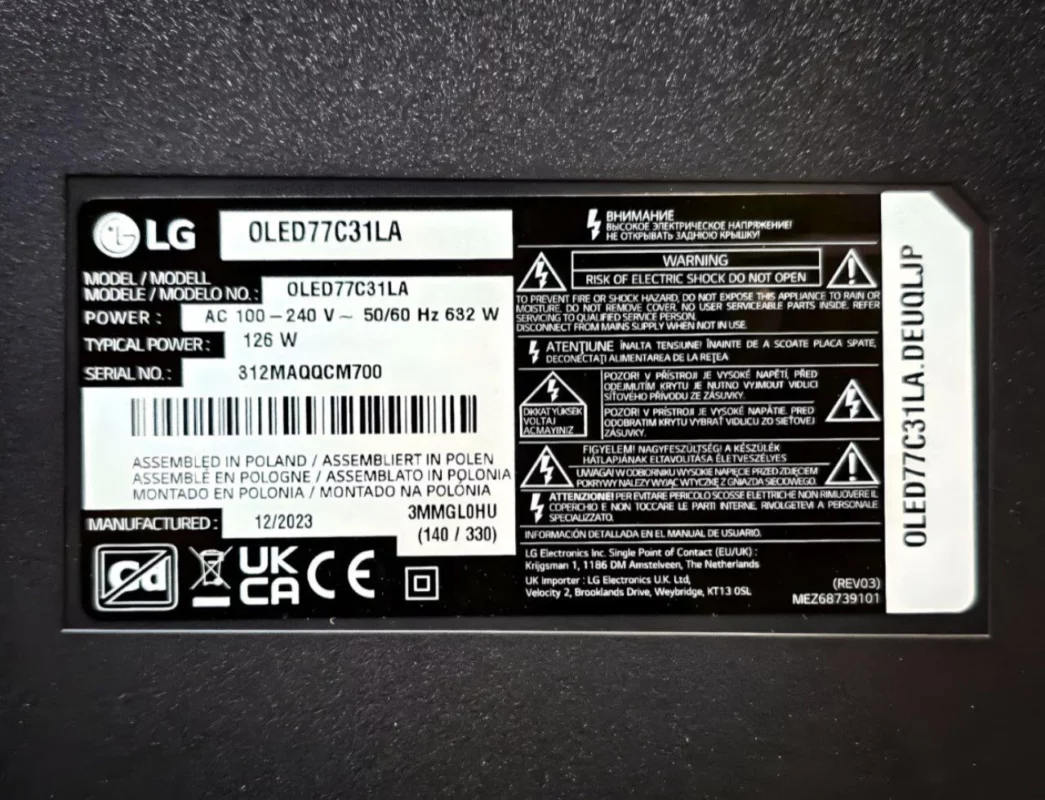 LG
OLED77C31LA
MODEL / MODELL
MODELE / MODELO NO. :
OLED77C31LA
POWER :
AC 100-240 V ~ 50/60 Hz 632 W
TYPICAL POWER :
126 W
SERIAL NO. :
312MAQQCM700
ASSEMBLED IN POLAND / ASSEMBLIERT IN POLEN
ASSEMBLÉ EN POLOGNE / ASSEMBLATO IN POLONIA
MONTADO EN POLONIA / MONTADO NA POLÓNIA
MANUFACTURED :
12/2023
3MMGL0HU
(140 / 330)
Cd
UK
CA
CE
ВНИМАНИЕ
ВЫСОКОЕ ЭЛЕКТРИЧЕСКОЕ НАПРЯЖЕНИЕ!
НЕ ОТКРЫВАТЬ ЗАДНЮЮ КРЫШКУ!
WARNING
RISK OF ELECTRIC SHOCK DO NOT OPEN
TO PREVENT FIRE OR SHOCK HAZARD, DO NOT EXPOSE THIS APPLIANCE TO RAIN OR
MOISTURE. DO NOT REMOVE COVER. NO USER SERVICEABLE PARTS INSIDE. REFER
SERVICING TO QUALIFIED SERVICE PERSON.
DISCONNECT FROM MAINS SUPPLY WHEN NOT IN USE.
ATENȚIUNE ÎNALTA TENSIUNE! ÎNAINTE DE A SCOATE PLACA SPATE,
DECONECTAȚI ALIMENTAREA DE LA REȚEA
DIKKAT YUKSEK
VOLTAJ
ACMAYINIZ
POZOR! V PŘÍSTROJI JE VYSOKÉ NAPĚTÍ, PŘED
ODEJMUTÍM KRYTU JE NUTNO VYJMOUT VIDLICI
SÍŤOVÉHO PŘÍVODU ZE ZÁSUVKY.
POZOR! V PRÍSTROJI JE VYSOKÉ NAPÄTIE, PRED
ODOBRATIM KRYTU VYBRAŤ VIDLICU ZO SIEŤOVEJ
ZÁSUVKY.
FIGYELEM! NAGYFESZÜLTSÉG! A KÉSZÜLÉK
HÁTLAPJÁNAK ELTÁVOLÍTÁSA ÉLETVESZÉLYES
UWAGA! W ODBIORNIKU WYSOKIE NAPIĘCIE PRZED ZDJĘCIEM
POKRYWY NALEŻY WYJĄĆ WTYCZKĘ Z GNIAZDA SIECIOWEGO.
ATTENZIONE! PER EVITARE PERICOLO SCOSSE ELETTRICHE NON RIMUOVERE IL
COPERCHIO E NON TOCCARE LE PARTI INTERNE. RIVOLGETEVI A PERSONALE
SPECIALIZZATO.
INFORMACIÓN DETALLADA EN EL MANUAL DE USUARIO.
LG Electronics Inc. Single Point of Contact (EU/UK) :
Krijgsman 1, 1186 DM Amstelveen, The Netherlands
UK Importer : LG Electronics U.K. Ltd,
Velocity 2, Brooklands Drive, Weybridge, KT13 0SL
(REV03)
MEZ68739101
OLED77C31LA.DEUQLJP